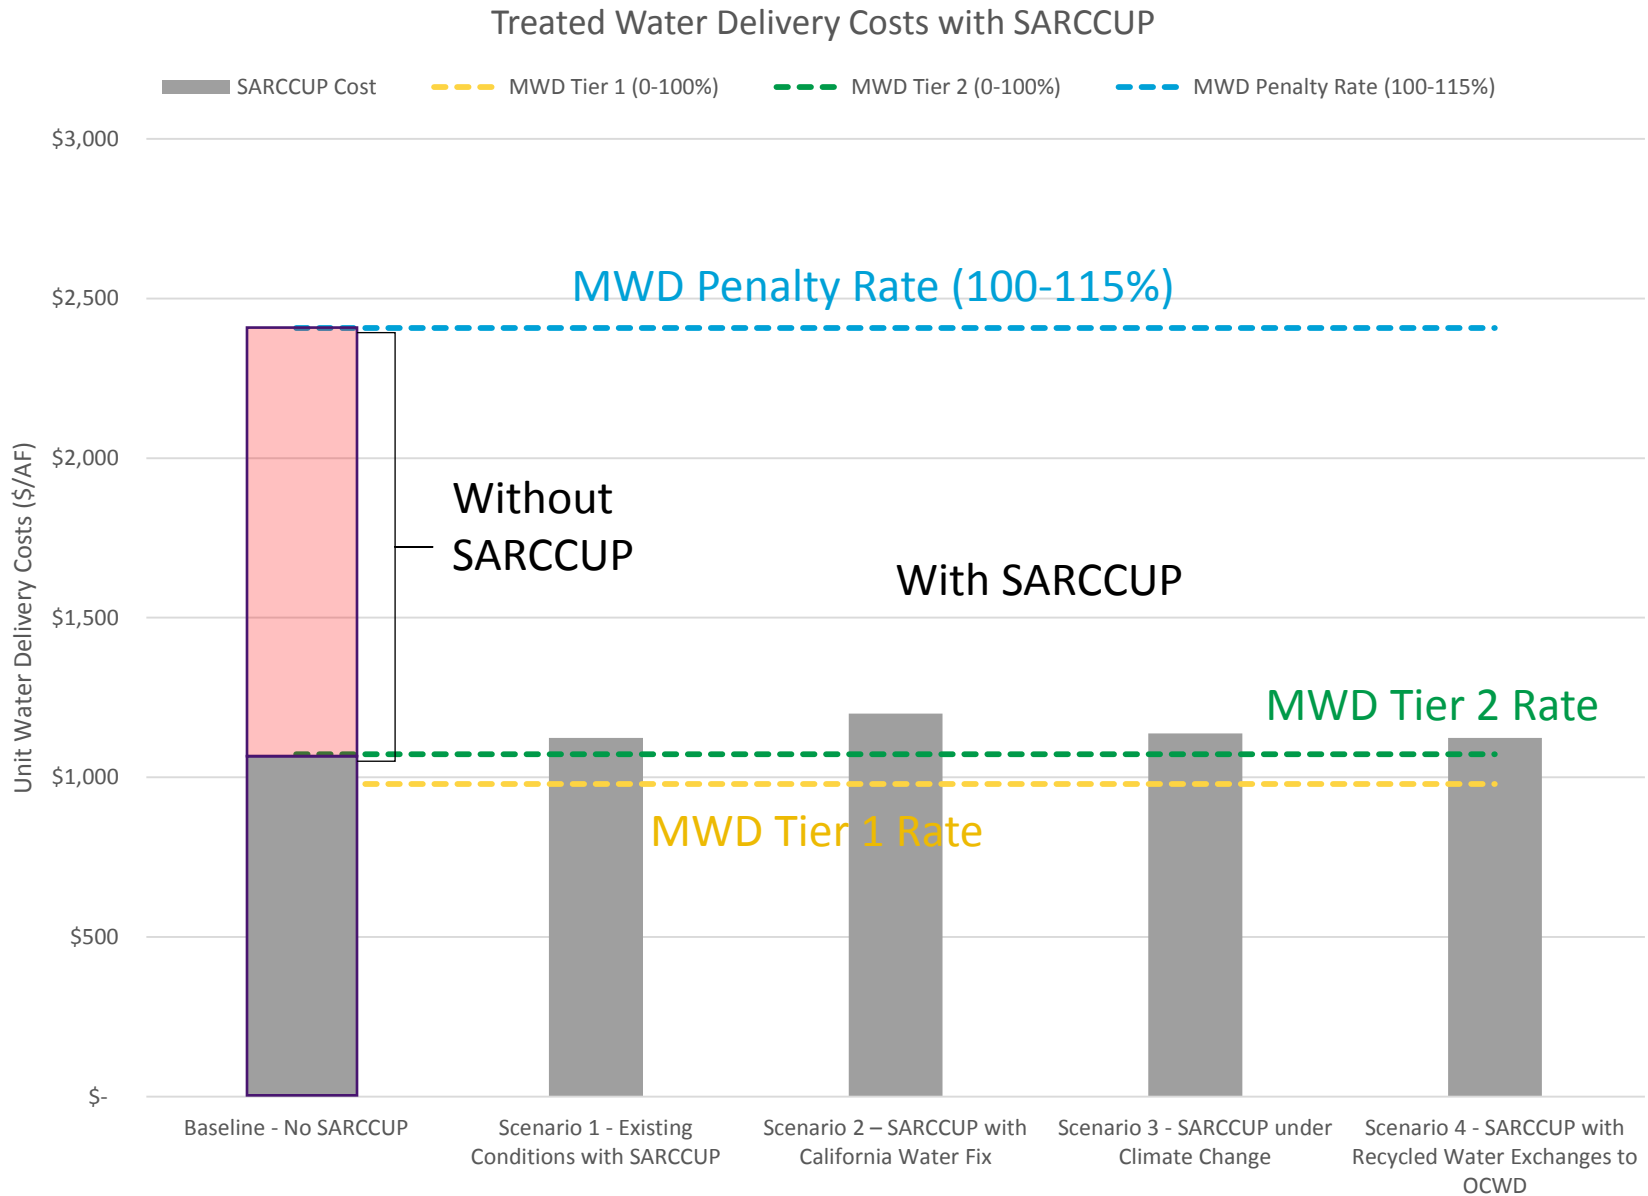 Treated Water Delivery Costs with SARCCUP
SARCCUP Cost
MWD Tier 1 (0-100%)
MWD Tier 2 (0-100%)
MWD Penalty Rate (100-115%)
Unit Water Delivery Costs ($/AF)
$3,000
$2,500
$2,000
$1,500
$1,000
$500
$-
MWD Penalty Rate (100-115%)
Without
SARCCUP
With SARCCUP
MWD Tier 2 Rate
MWD Tier 1 Rate
Baseline - No SARCCUP
Scenario 1 - Existing
Conditions with SARCCUP
Scenario 2 – SARCCUP with
California Water Fix
Scenario 3 - SARCCUP under
Climate Change
Scenario 4 - SARCCUP with
Recycled Water Exchanges to
OCWD